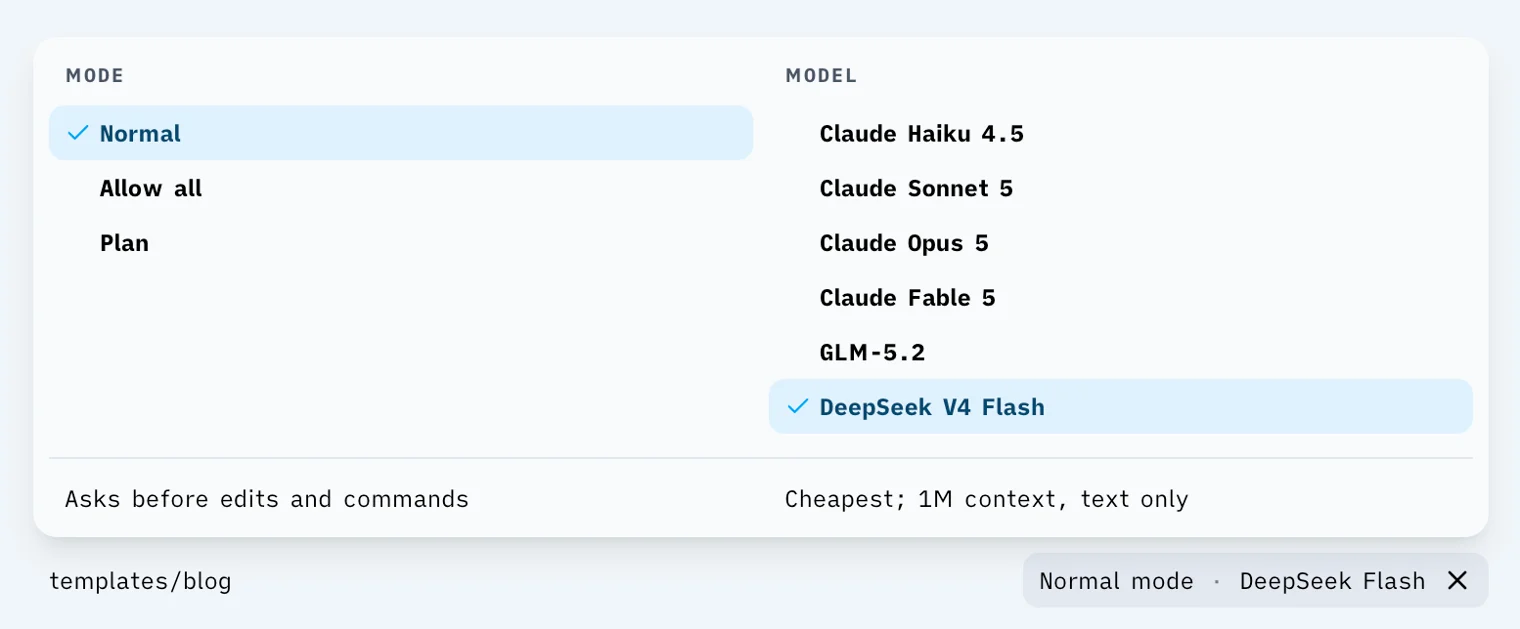 MODE
Normal
Allow all
Plan
Asks before edits and commands
MODEL
Claude Haiku 4.5
Claude Sonnet 5
Claude Opus 5
Claude Fable 5
GLM-5.2
DeepSeek V4 Flash
Cheapest; 1M context, text only
templates/blog
Normal mode · DeepSeek Flash